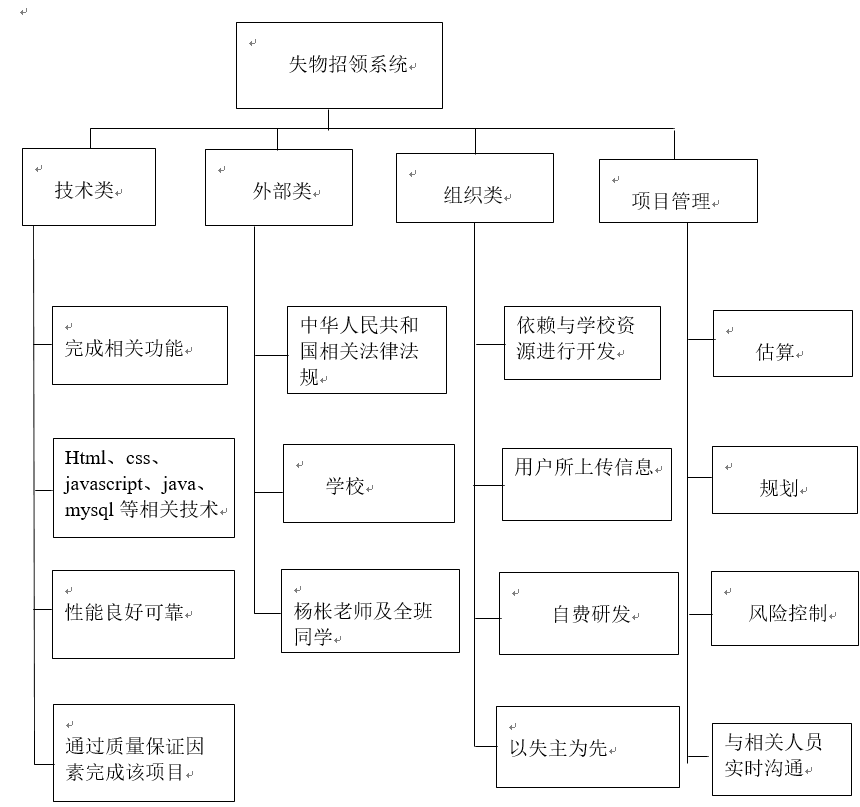 失物招领系统
技术类
外部类
组织类
项目管理
完成相关功能
Html、css、
javascript、java、
mysql 等相关技术
性能良好可靠
通过质量保证因
素完成该项目
中华人民共和
国相关法律法
规
学校
杨枨老师及全班
同学
依赖与学校资
源进行开发
用户所上传信息
自费研发
以失主为先
估算
规划
风险控制
与相关人员
实时沟通